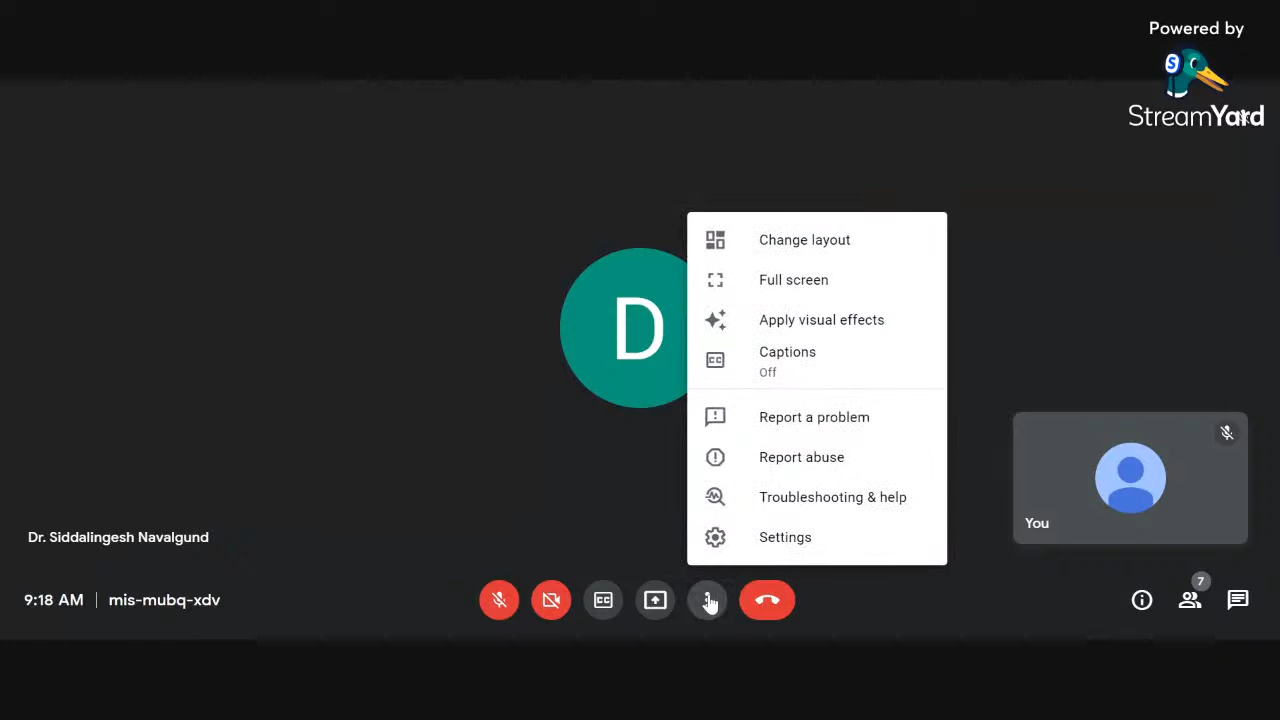 Powered by
StreamYard
Change layout
Full screen
Apply visual effects
Captions
Off
Report a problem
Report abuse
Troubleshooting & help
Settings
D
You
Dr. Siddalingesh Navalgund
9:18 AM | mis-mubq-xdv
7